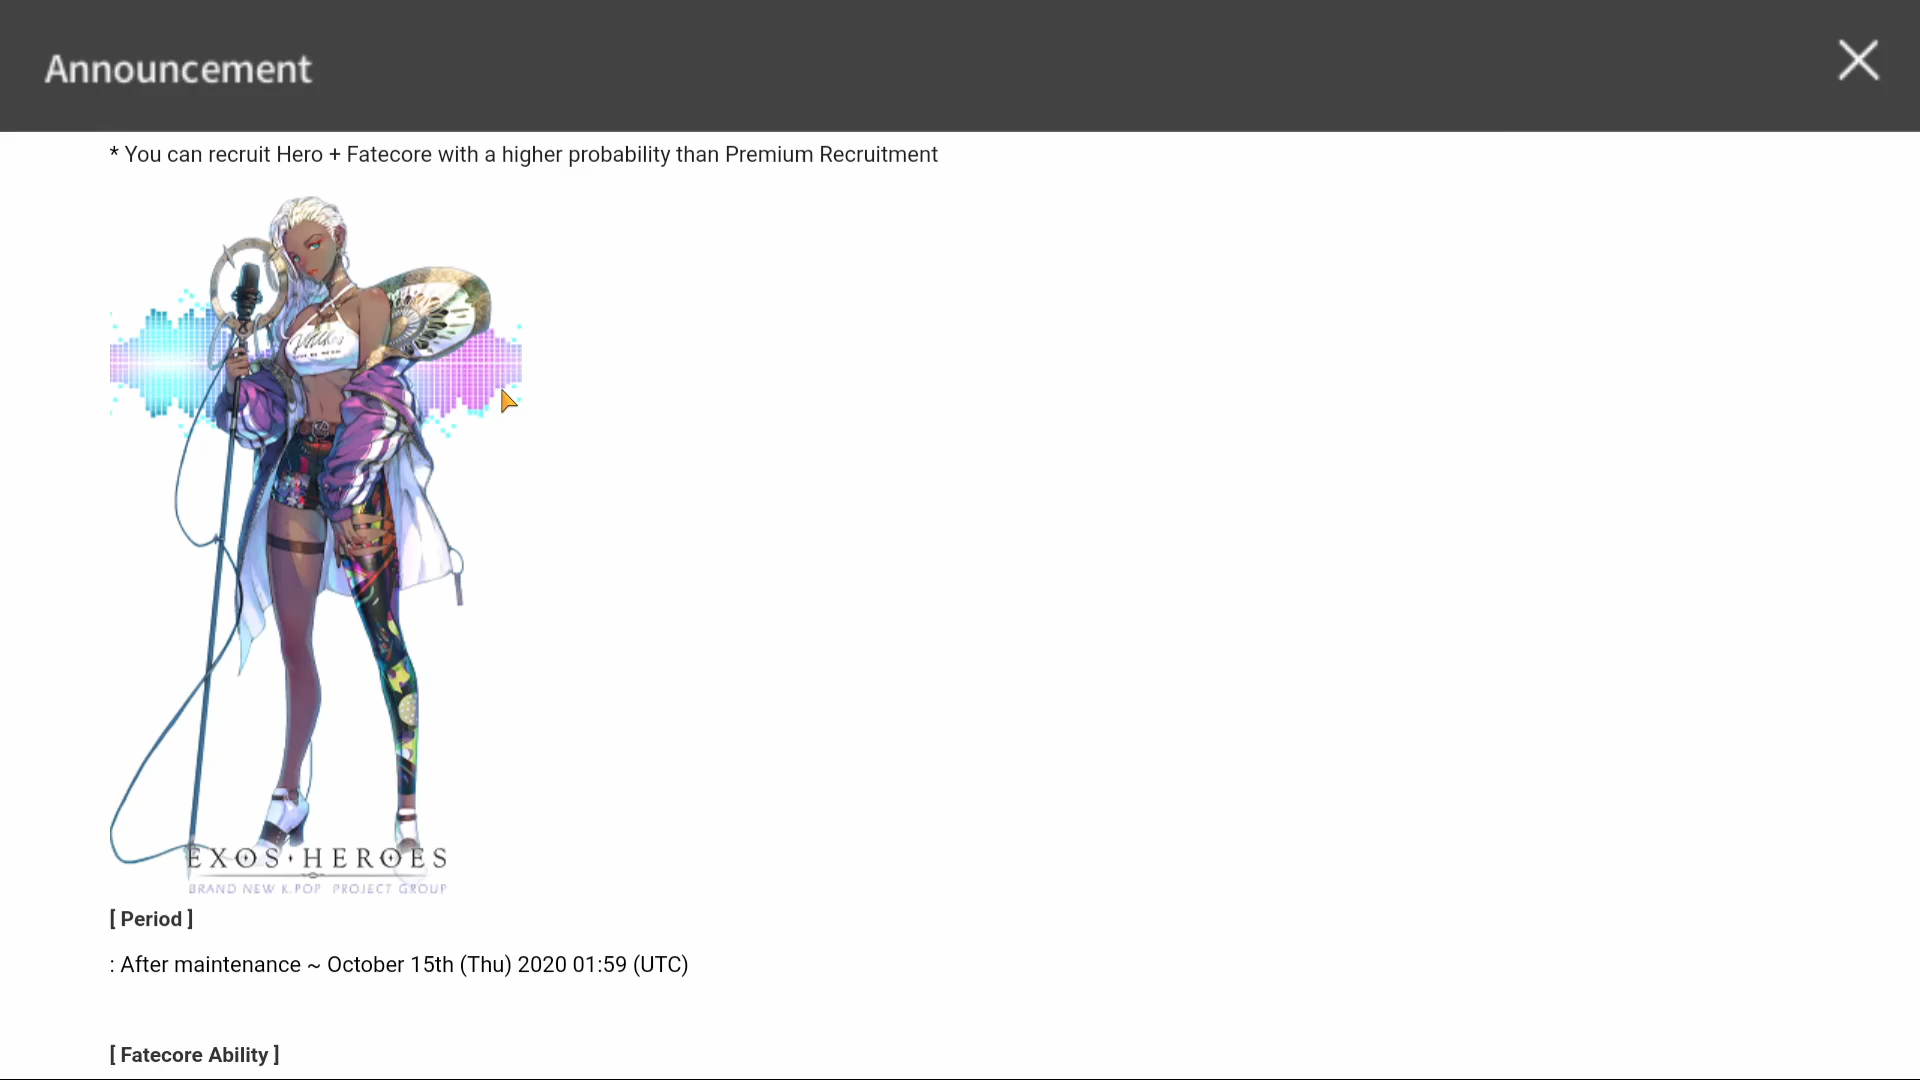 Announcement
* You can recruit Hero + Fatecore with a higher probability than Premium Recruitment
EXOS HEROES
BRAND NEW K.POP PROJECT GROUP
[ Period ]
: After maintenance ~ October 15th (Thu) 2020 01:59 (UTC)
[ Fatecore Ability ]